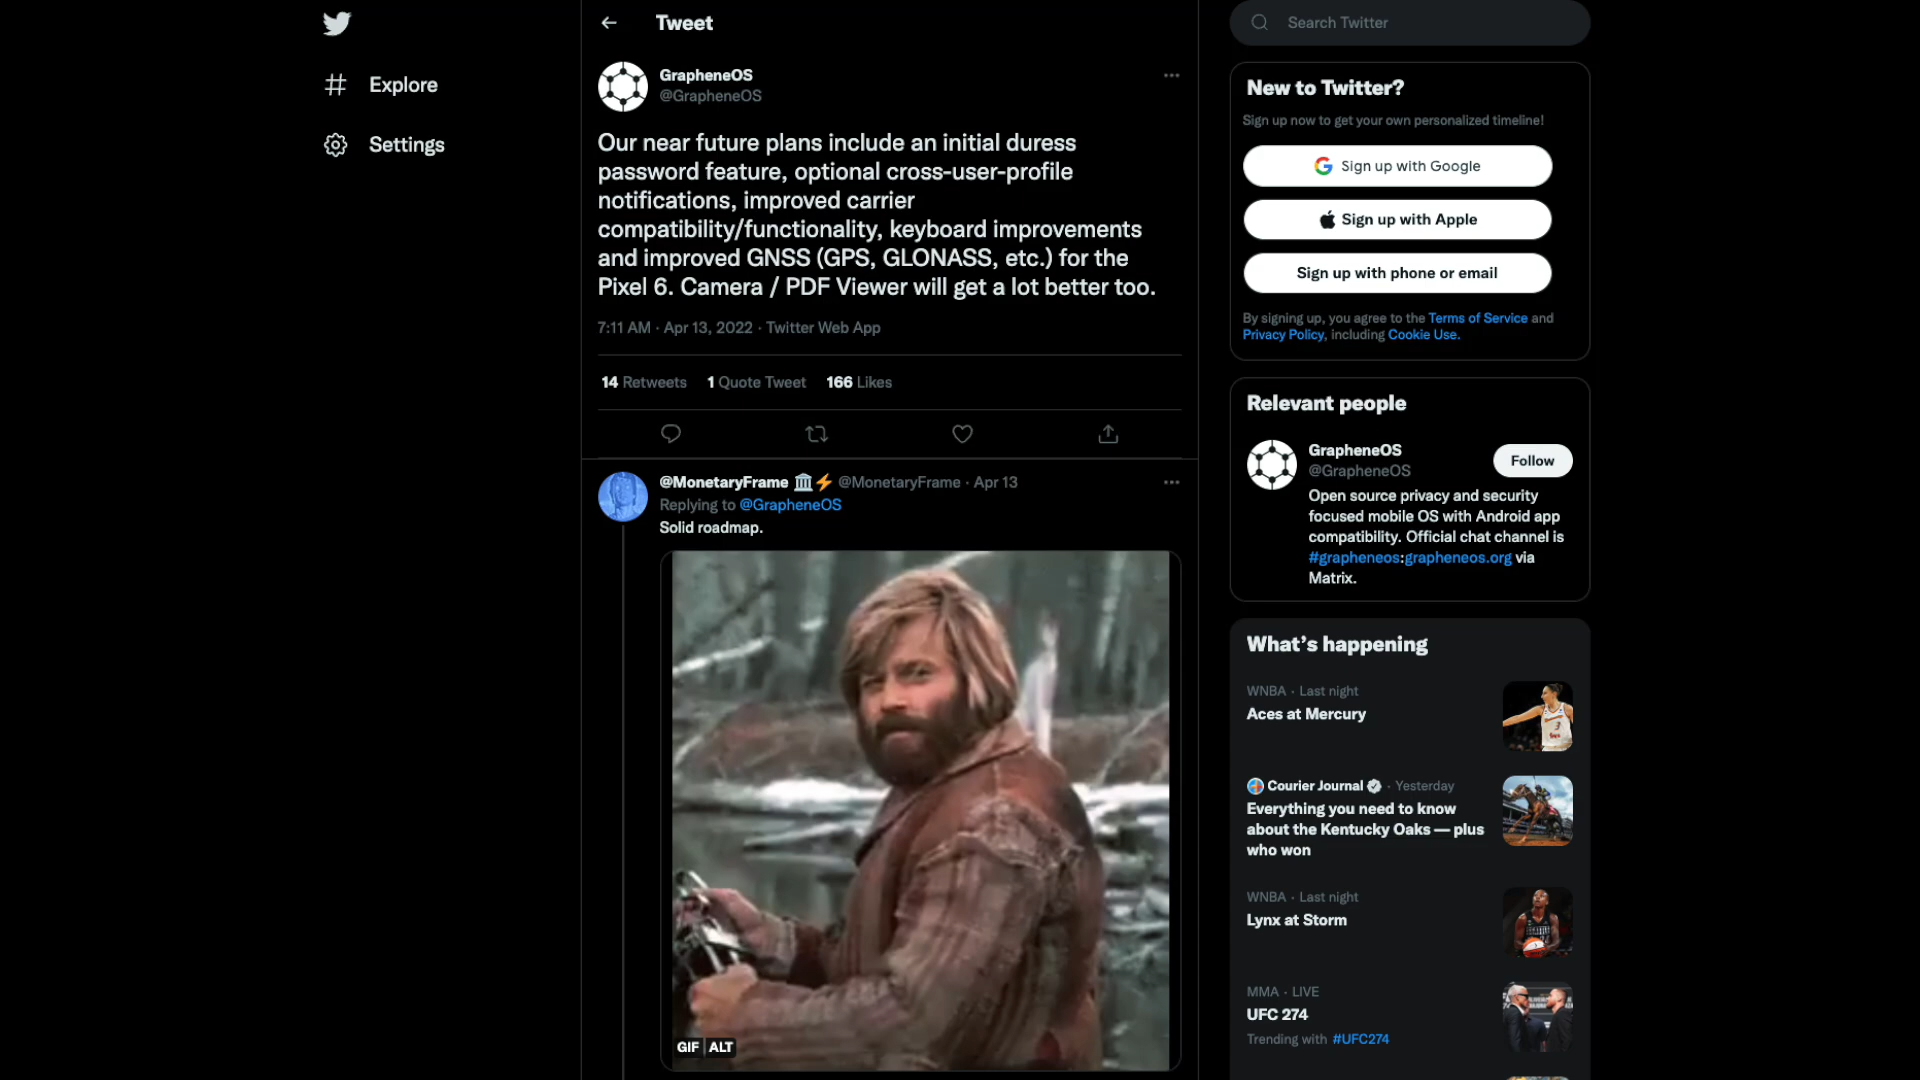 Explore
Settings
Tweet
GrapheneOS
@GrapheneOS
Our near future plans include an initial duress
password feature, optional cross-user-profile
notifications, improved carrier
compatibility/functionality, keyboard improvements
and improved GNSS (GPS, GLONASS, etc.) for the
Pixel 6. Camera / PDF Viewer will get a lot better too.
7:11 AM · Apr 13, 2022 · Twitter Web App
14 Retweets 1 Quote Tweet 166 Likes
@MonetaryFrame 🏛⚡ @MonetaryFrame · Apr 13
Replying to @GrapheneOS
Solid roadmap.
GIF ALT
Search Twitter
New to Twitter?
Sign up now to get your own personalized timeline!
Sign up with Google
Sign up with Apple
Sign up with phone or email
By signing up, you agree to the Terms of Service and
Privacy Policy, including Cookie Use.
Relevant people
GrapheneOS
@GrapheneOS
Follow
Open source privacy and security
focused mobile OS with Android app
compatibility. Official chat channel is
#grapheneos:grapheneos.org via
Matrix.
What's happening
WNBA · Last night
Aces at Mercury
Courier Journal · Yesterday
Everything you need to know
about the Kentucky Oaks — plus
who won
WNBA · Last night
Lynx at Storm
MMA · LIVE
UFC 274
Trending with #UFC274